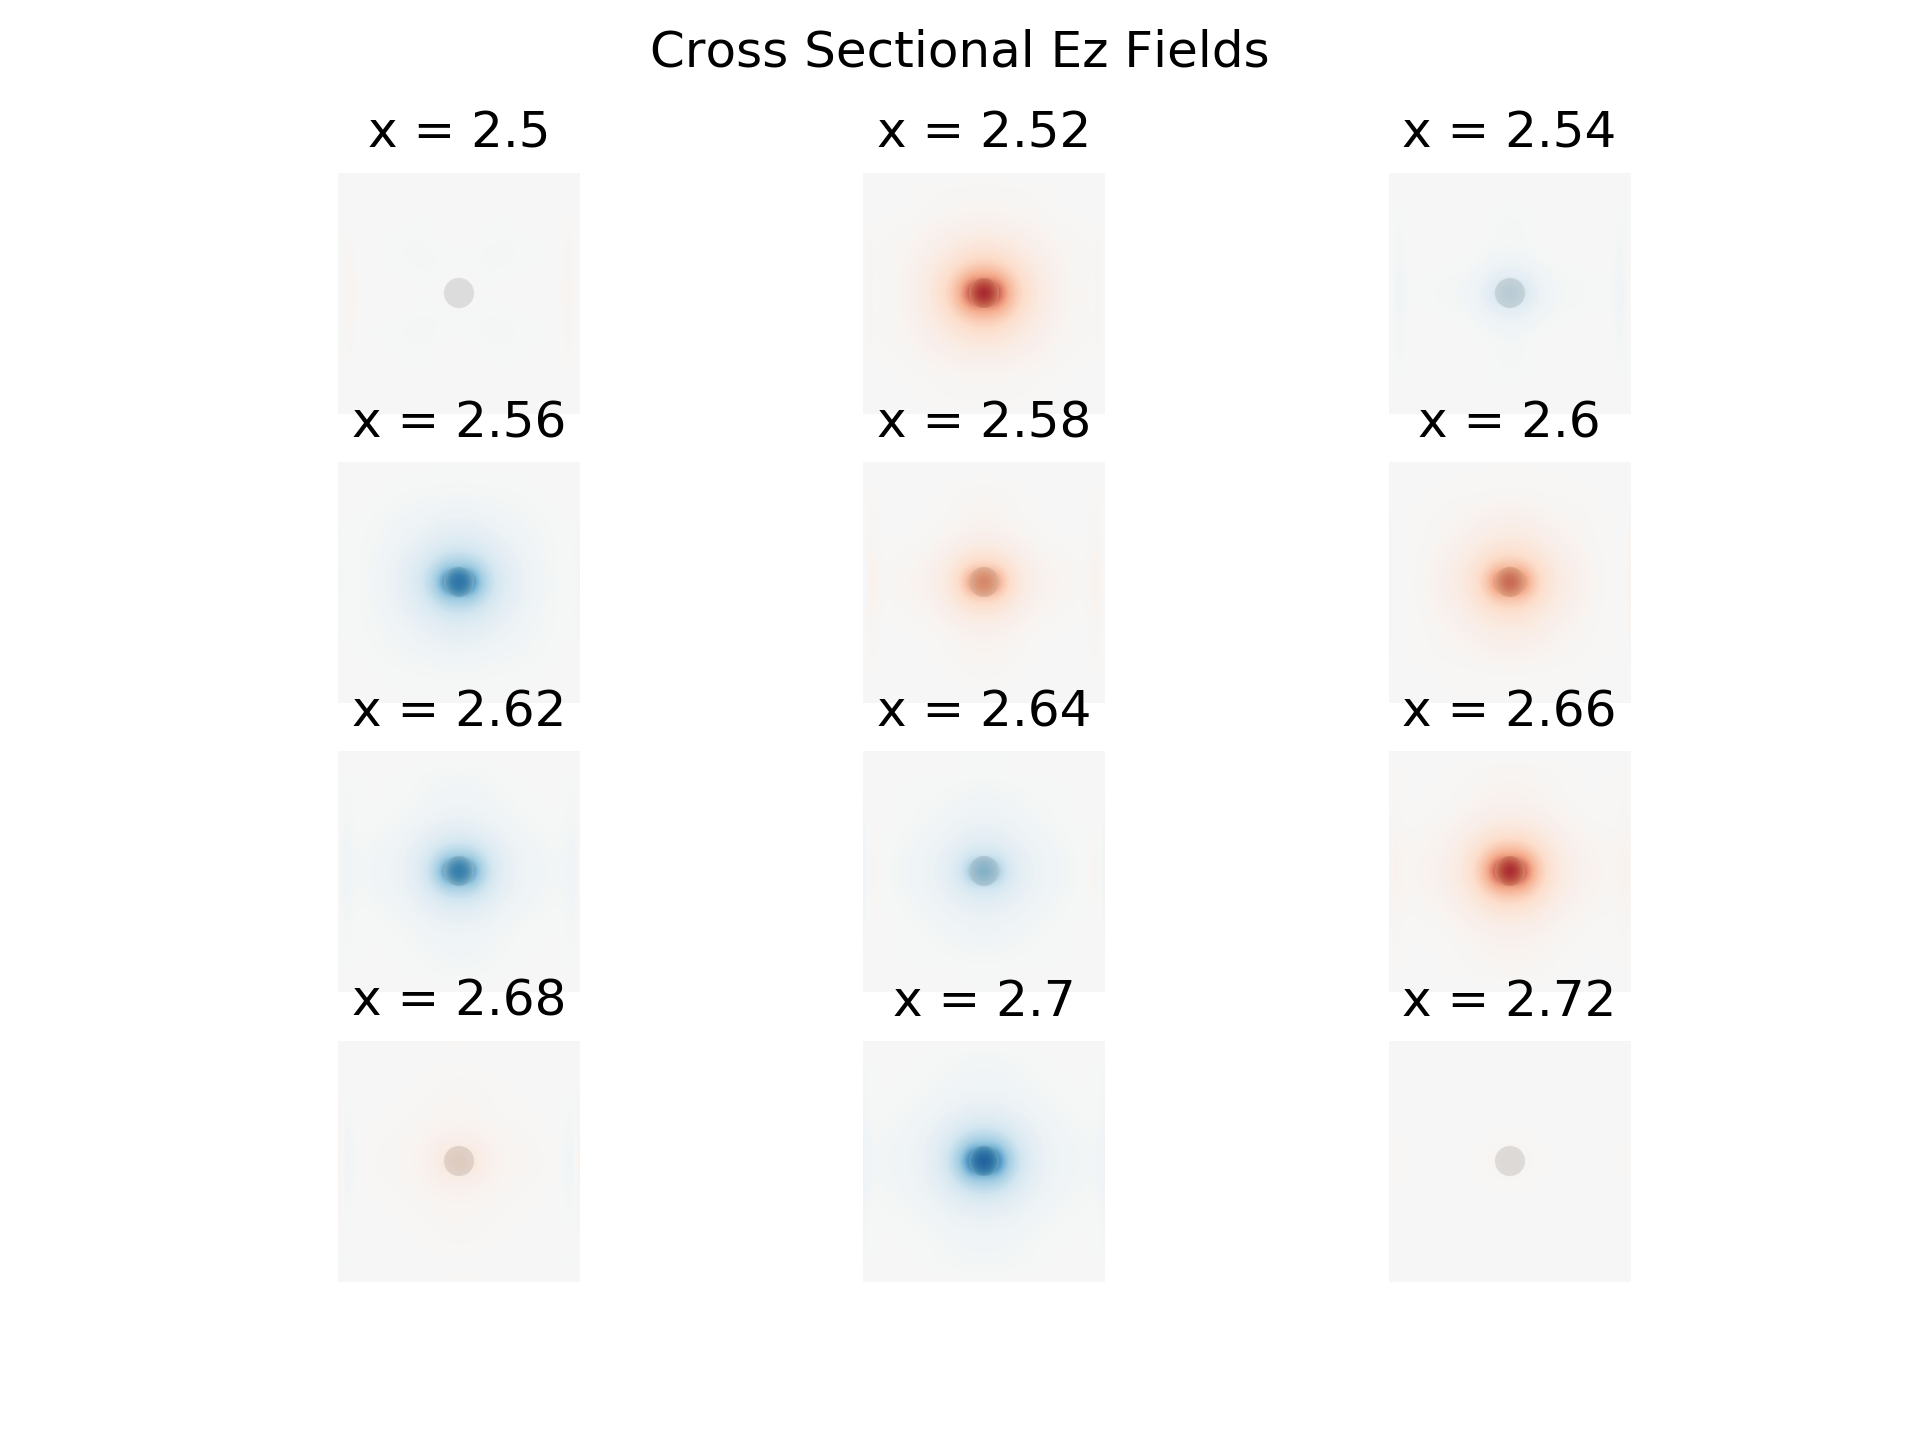 Cross Sectional Ez Fields
x = 2.5 x = 2.52 x = 2.54
x = 2.56 x = 2.58 x = 2.6
x = 2.62 x = 2.64 x = 2.66
x = 2.68 x = 2.7 x = 2.72